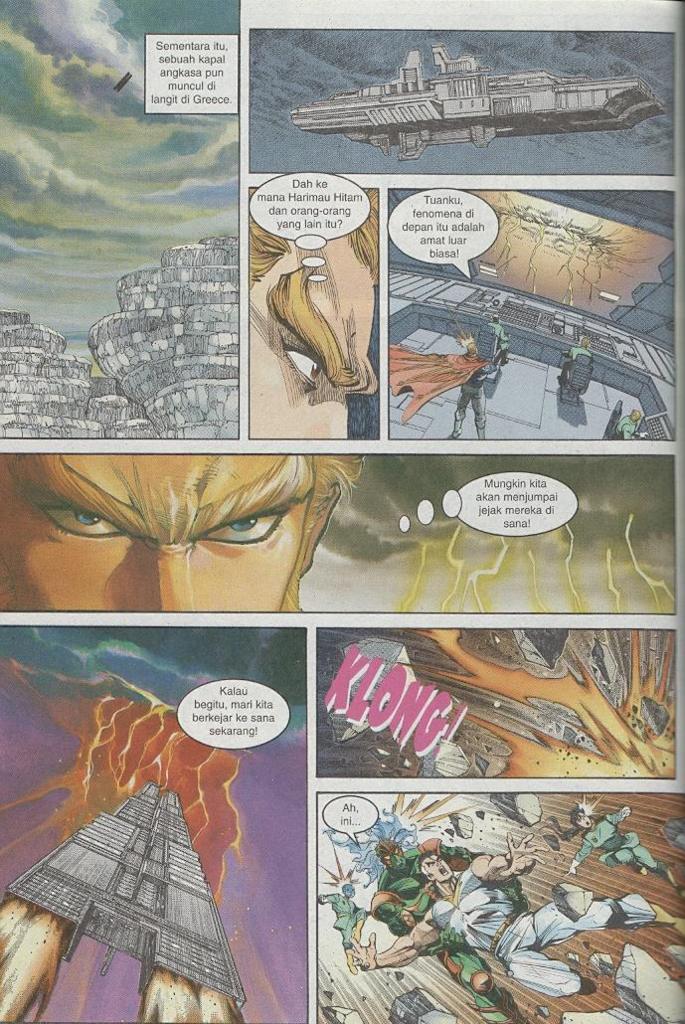 Sementara itu,
sebuah kapal
angkasa pun
muncul di
langit di Greece.
Dah ke
mana Harimau Hitam
dan orang-orang
yang lain itu?
Tuanku,
fenomena di
depan itu adalah
amat luar
biasa!
Mungkin kita
akan menjumpai
jejak mereka di
sana!
Kalau
begitu, mari kita
berkejar ke sana
sekarang!
KLONG!
Ah,
ini...